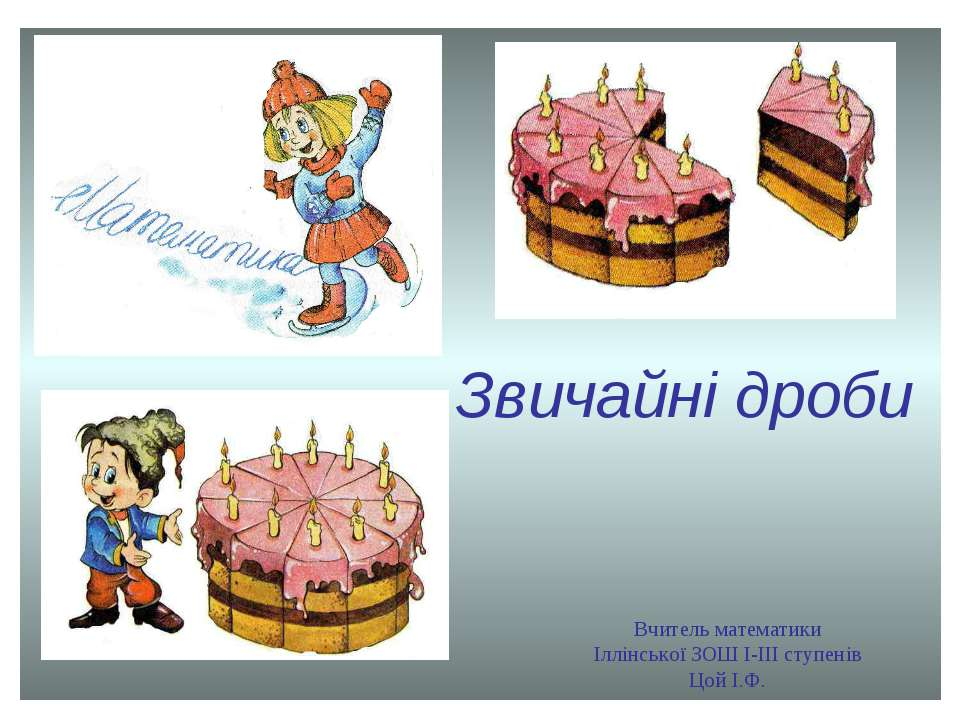 Математика
Звичайні дроби
Вчитель математики
Іллінської ЗОШ І-ІІІ ступенів
Цой І.Ф.